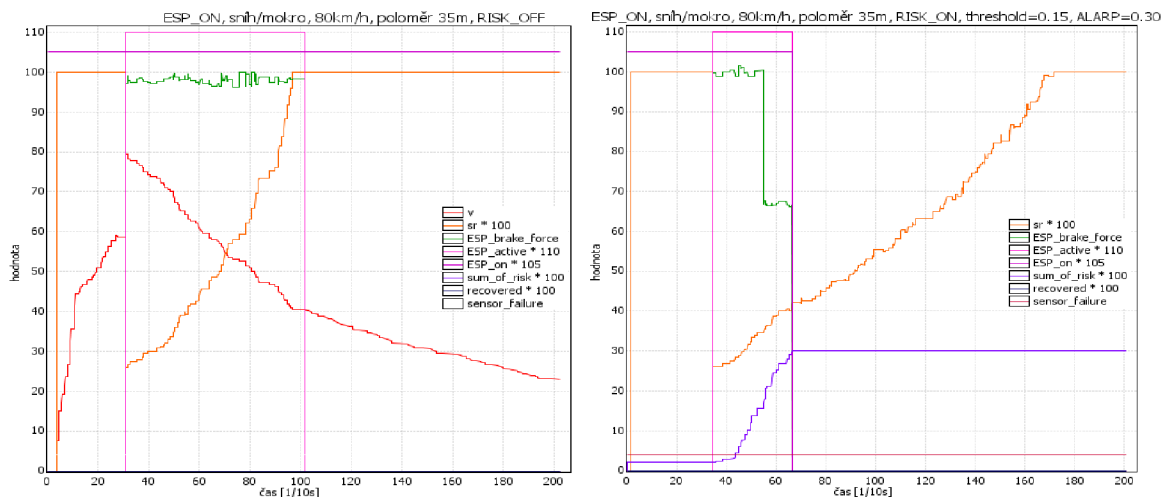 ESP_ON, sníh/mokro, 80km/h, poloměr 35m, RISK_OFF
110
100
90
80
70
60
50
40
30
20
10
0
hodnota
v
sr * 100
ESP_brake_force
ESP_active * 110
ESP_on * 105
sum_of_risk * 100
recovered * 100
sensor_failure
0 20 40 60 80 100 120 140 160 180 200
čas [1/10s]
ESP_ON, sníh/mokro, 80km/h, poloměr 35m, RISK_ON, threshold=0.15, ALARP=0.30
110
100
90
80
70
60
50
40
30
20
10
0
hodnota
sr * 100
ESP_brake_force
ESP_active * 110
ESP_on * 105
sum_of_risk * 100
recovered * 100
sensor_failure
0 20 40 60 80 100 120 140 160 180 200
čas [1/10s]